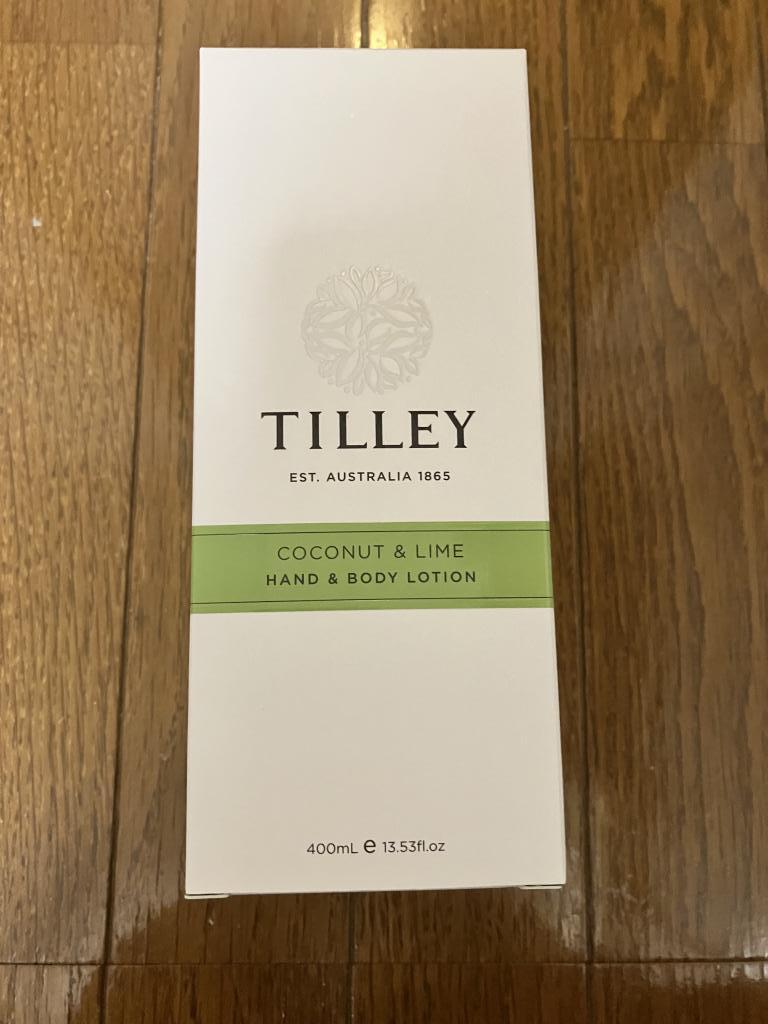 TILLEY
EST. AUSTRALIA 1865
COCONUT & LIME
HAND & BODY LOTION
400mL e 13.53fl.oz